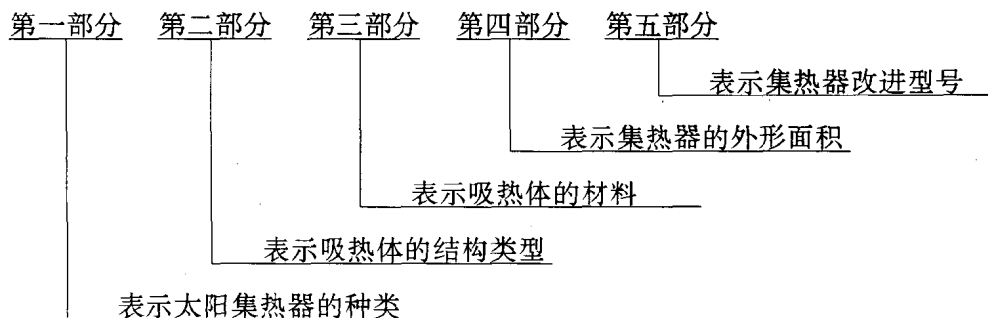 第一部分 第二部分 第三部分 第四部分 第五部分
表示集热器改进型号
表示集热器的外形面积
表示吸热体的材料
表示吸热体的结构类型
表示太阳集热器的种类